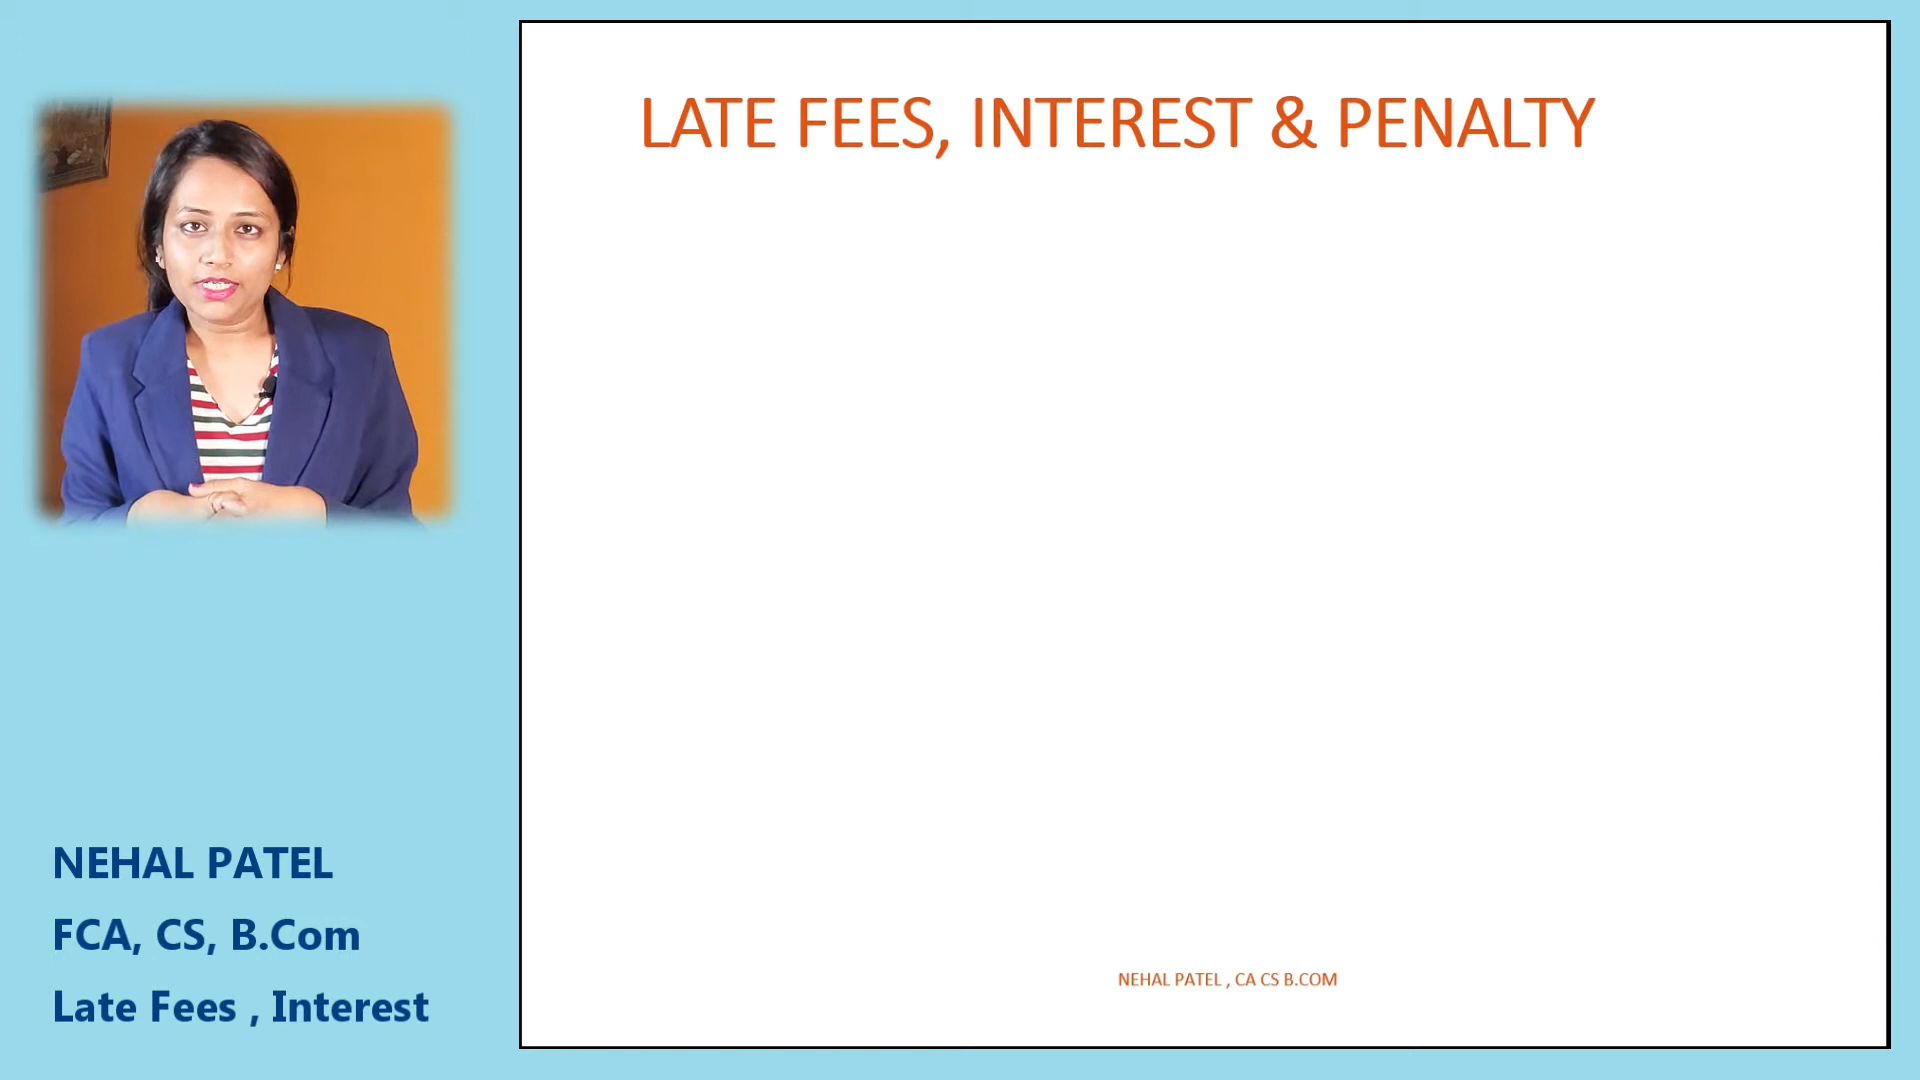 LATE FEES, INTEREST & PENALTY
NEHAL PATEL
FCA, CS, B.Com
Late Fees , Interest
NEHAL PATEL , CA CS B.COM